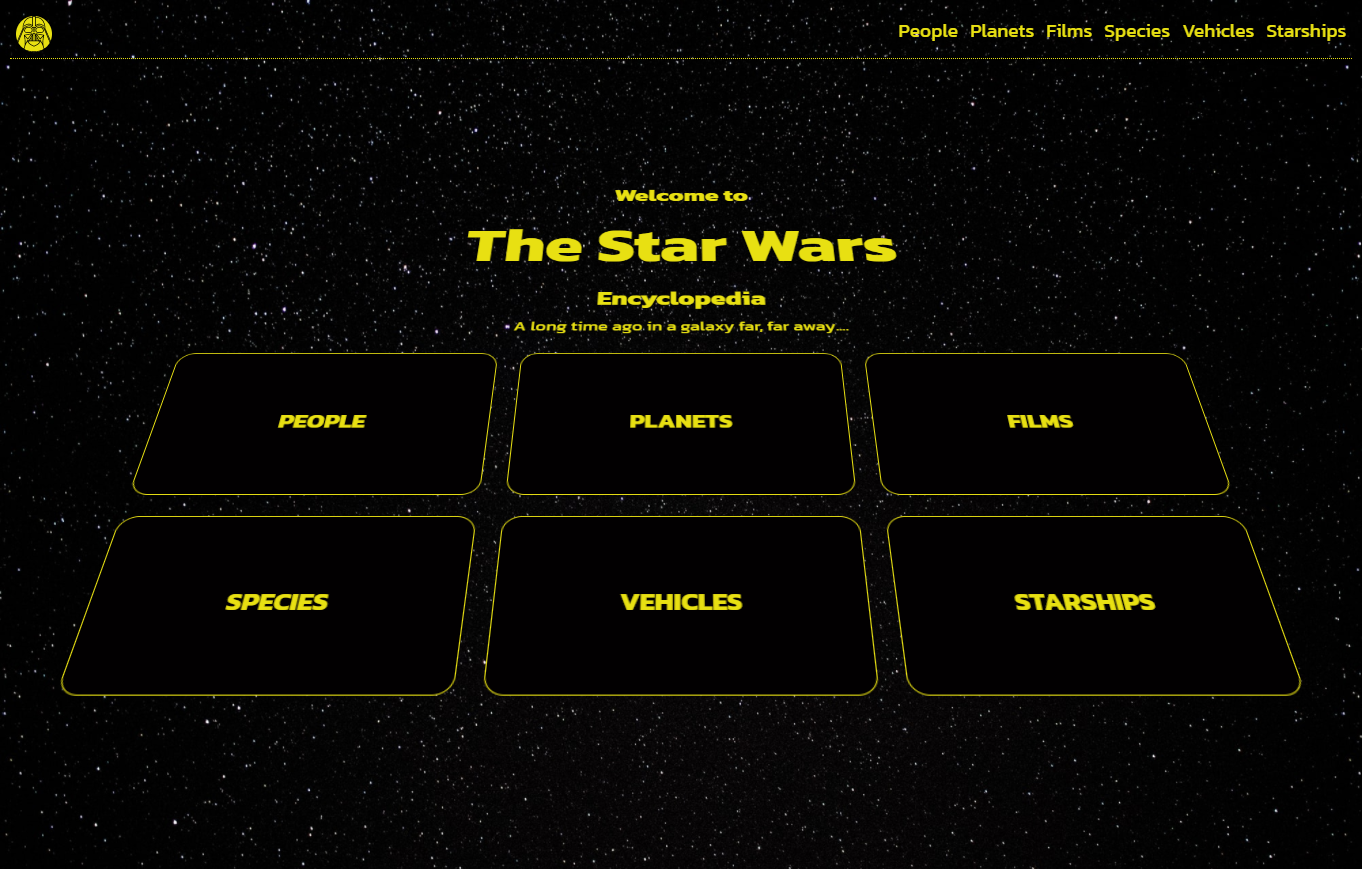 People Planets Films Species Vehicles Starships
Welcome to
The Star Wars
Encyclopedia
A long time ago in a galaxy far, far away....
PEOPLE PLANETS FILMS
SPECIES VEHICLES STARSHIPS